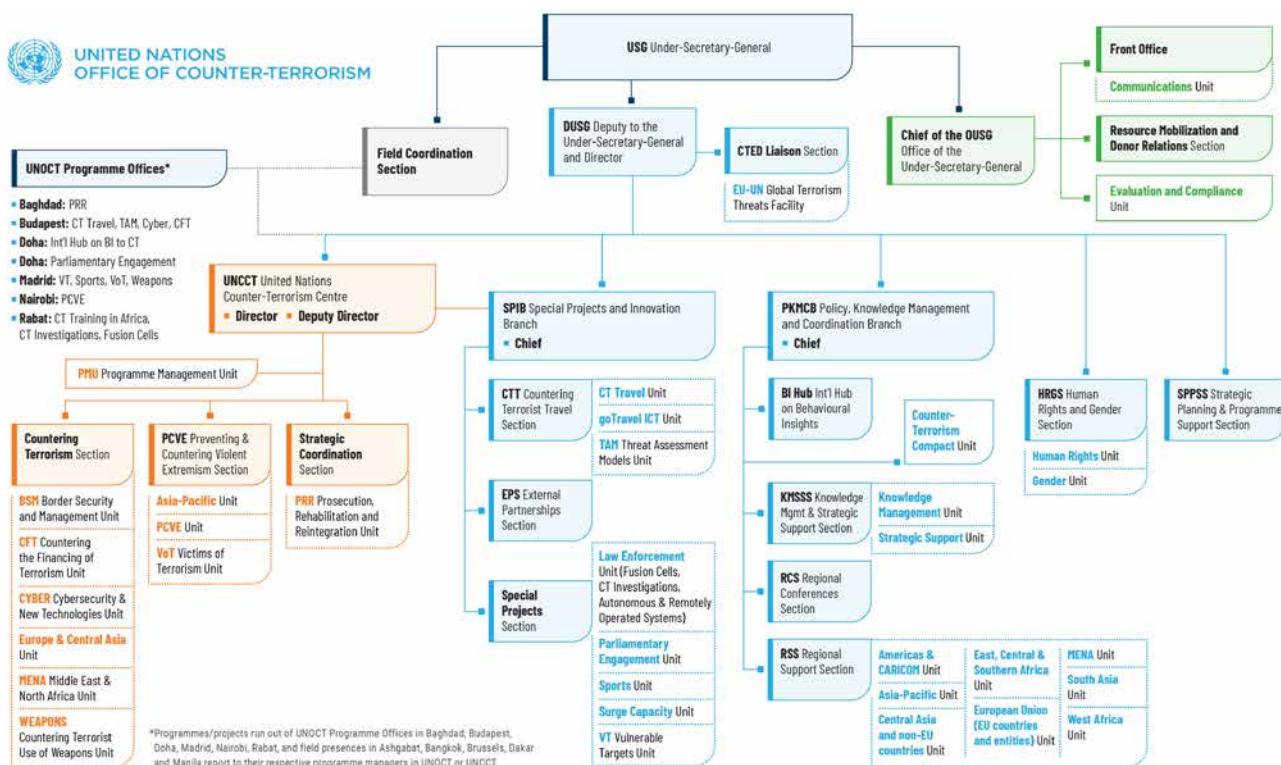 UNITED NATIONS
OFFICE OF COUNTER-TERRORISM
USG Under-Secretary-General
Front Office
Communications Unit
Field Coordination
Section
DUSG Deputy to the
Under-Secretary-General
and Director
CTED Liaison Section
EU-UN Global Terrorism
Threats Facility
Chief of the OUSG
Office of the
Under-Secretary-General
Resource Mobilization and
Donor Relations Section
Evaluation and Compliance
Unit
UNOCT Programme Offices*
Baghdad: PRR
Budapest: CT Travel, TAM, Cyber, CFT
Doha: Int'l Hub on BI to CT
Doha: Parliamentary Engagement
Madrid: VT, Sports, VoT, Weapons
Nairobi: PCVE
Rabat: CT Training in Africa,
CT Investigations, Fusion Cells
UNCCT United Nations
Counter-Terrorism Centre
Director Deputy Director
PMU Programme Management Unit
Countering
Terrorism Section
BSM Border Security
and Management Unit
CFT Countering
the Financing of
Terrorism Unit
CYBER Cybersecurity &
New Technologies Unit
Europe & Central Asia
Unit
MENA Middle East &
North Africa Unit
WEAPONS
Countering Terrorist
Use of Weapons Unit
PCVE Preventing &
Countering Violent
Extremism Section
Asia-Pacific Unit
PCVE Unit
VoT Victims of
Terrorism Unit
Strategic
Coordination
Section
PRR Prosecution,
Rehabilitation and
Reintegration Unit
SPIB Special Projects and Innovation
Branch
Chief
CTT Countering
Terrorist Travel
Section
CT Travel Unit
goTravel ICT Unit
TAM Threat Assessment
Models Unit
EPS External
Partnerships
Section
Special
Projects
Section
Law Enforcement
Unit (Fusion Cells,
CT Investigations,
Autonomous & Remotely
Operated Systems)
Parliamentary
Engagement Unit
Sports Unit
Surge Capacity Unit
VT Vulnerable
Targets Unit
PKMCB Policy, Knowledge Management
and Coordination Branch
Chief
BI Hub Int'l Hub
on Behavioural
Insights
Counter-
Terrorism
Compact Unit
KMSSS Knowledge
Mgmt & Strategic
Support Section
Knowledge
Management Unit
Strategic Support Unit
RCS Regional
Conferences
Section
RSS Regional
Support Section
Americas &
CARICOM Unit
Asia-Pacific Unit
Central Asia
and non-EU
countries Unit
East, Central &
Southern Africa
Unit
European Union
(EU countries
and entities) Unit
MENA Unit
South Asia
Unit
West Africa
Unit
HRGS Human
Rights and Gender
Section
Human Rights Unit
Gender Unit
SPPSS Strategic
Planning & Programme
Support Section
*Programmes/projects run out of UNOCT Programme Offices in Baghdad, Budapest,
Doha, Madrid, Nairobi, Rabat, and field presences in Ashgabat, Bangkok, Brussels, Dakar
and Manila report to their respective programme managers in UNOCT or UNCCT